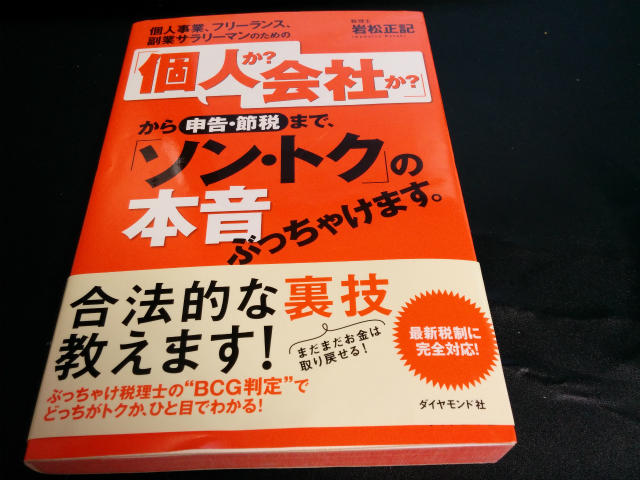 個人事業、フリーランス、
副業サラリーマンのための
税理士
岩松正記
「個人か?会社か?」
から申告・節税まで、
「ソン・トク」の
本音
ぶっちゃけます。
合法的な裏技
教えます!
まだまだお金は
取り戻せる!
最新税制に
完全対応!
ぶっちゃけ税理士の“BCG判定”で
どっちがトクか、ひと目でわかる!
ダイヤモンド社